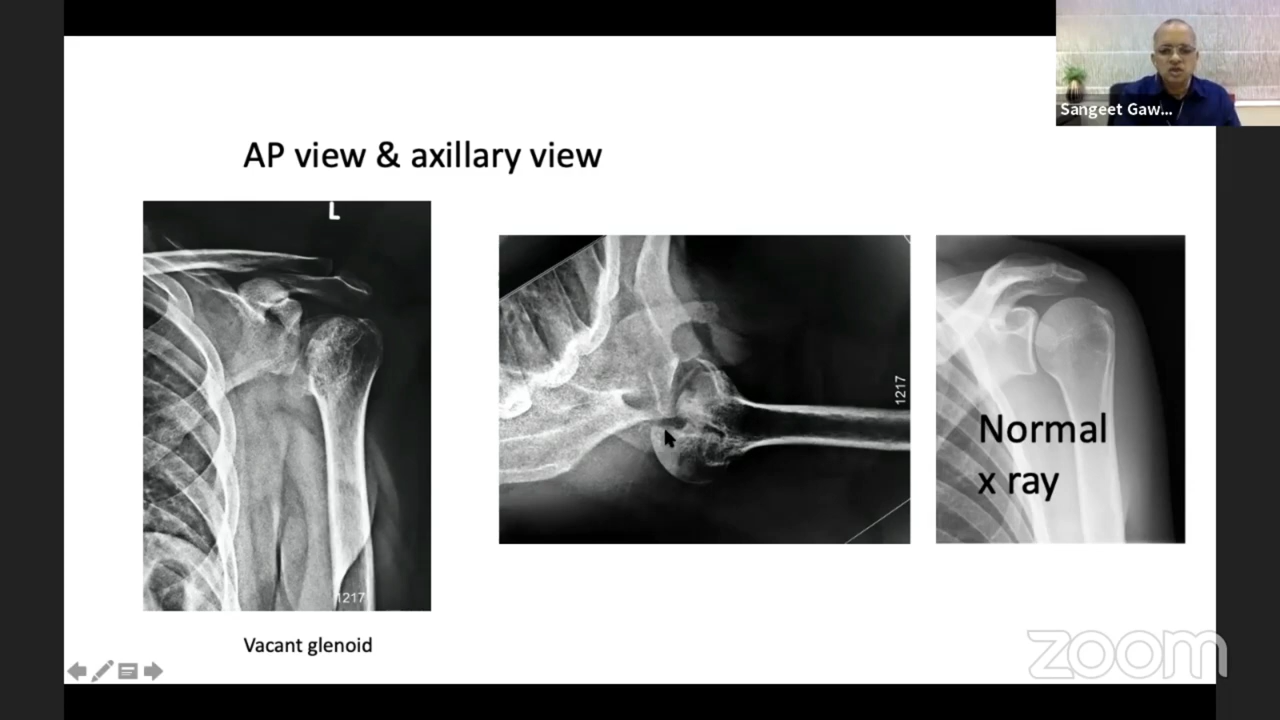 Sangeet Gaw...
AP view & axillary view
L
1217
1217
Normal
x ray
Vacant glenoid
zoom